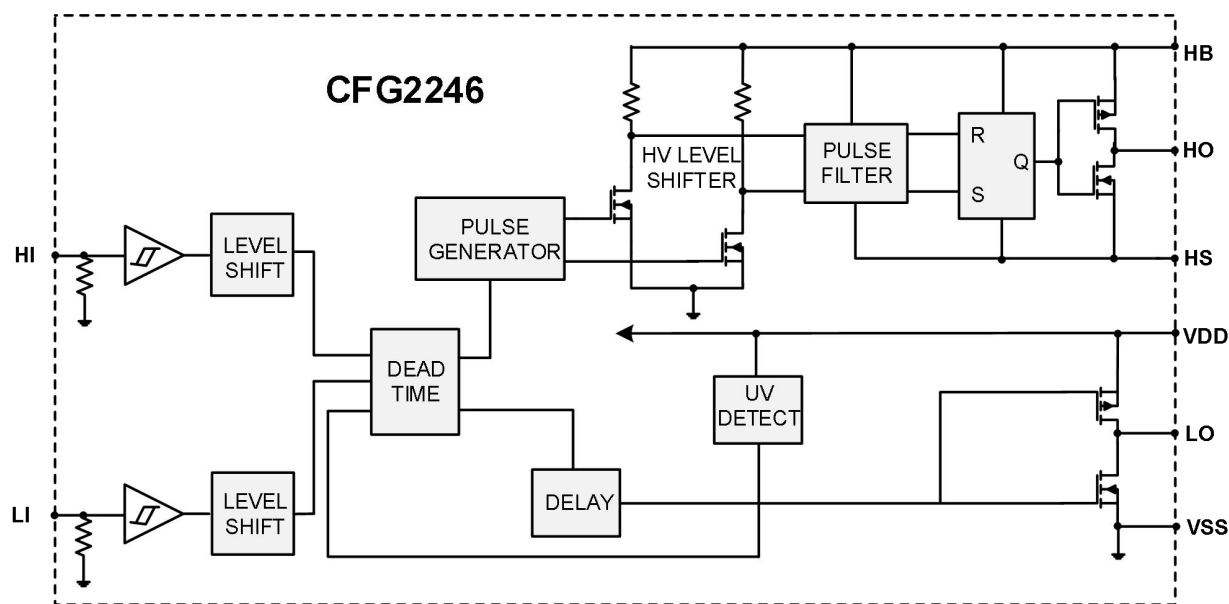 CFG2246
HB
HV LEVEL
SHIFTER
PULSE
FILTER
R
S
Q
HO
HI
LEVEL
SHIFT
PULSE
GENERATOR
HS
DEAD
TIME
VDD
UV
DETECT
LO
LI
LEVEL
SHIFT
DELAY
VSS